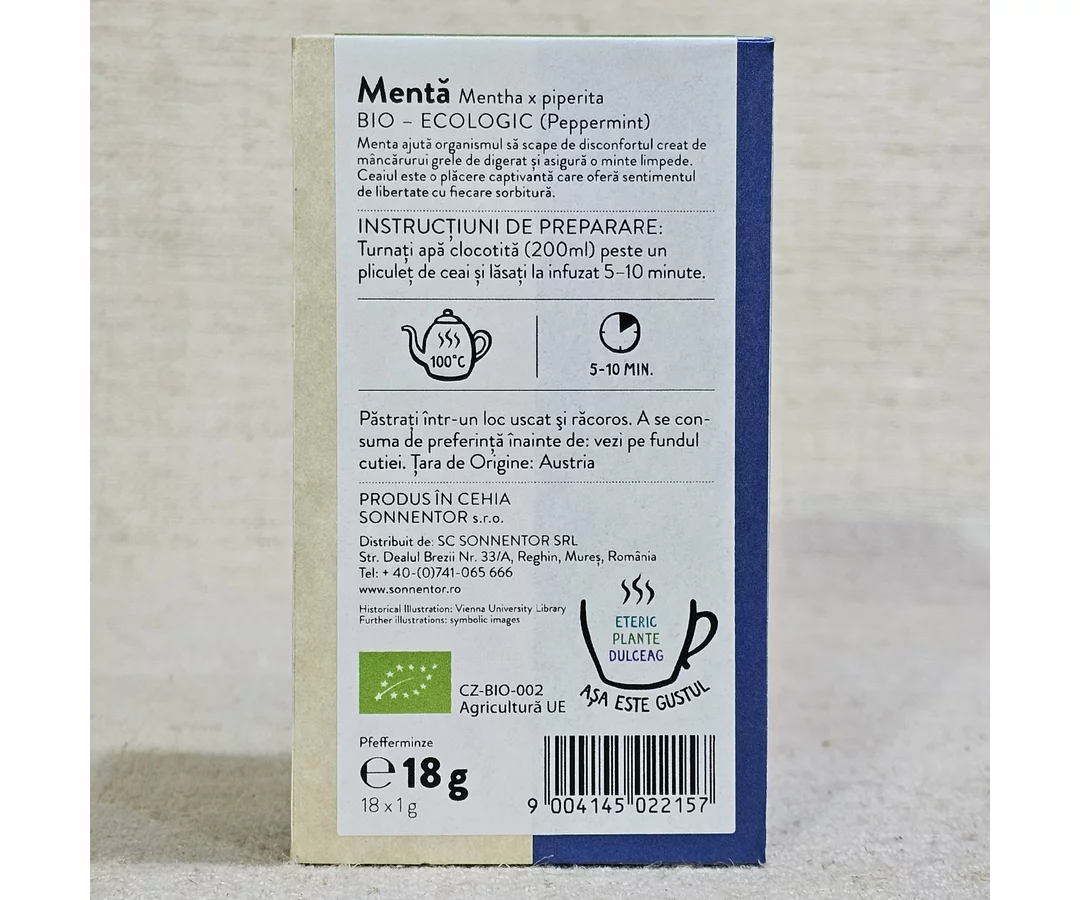 Mentă Mentha x piperita
BIO – ECOLOGIC (Peppermint)
Menta ajută organismul să scape de disconfortul creat de
mâncărurui grele de digerat și asigură o minte limpede.
Ceaiul este o plăcere captivantă care oferă sentimentul
de libertate cu fiecare sorbitură.
INSTRUCȚIUNI DE PREPARARE:
Turnați apă clocotită (200ml) peste un
pliculeț de ceai și lăsați la infuzat 5–10 minute.
100°C
5-10 MIN.
Păstrați într-un loc uscat şi răcoros. A se con-
suma de preferință înainte de: vezi pe fundul
cutiei. Țara de Origine: Austria
PRODUS ÎN CEHIA
SONNENTOR s.r.o.
Distribuit de: SC SONNENTOR SRL
Str. Dealul Brezii Nr. 33/A, Reghin, Mureș, România
Tel: + 40-(0)741-065 666
www.sonnentor.ro
Historical Illustration: Vienna University Library
Further illustrations: symbolic images
ETERIC
PLANTE
DULCEAG
AȘA ESTE GUSTUL
CZ-BIO-002
Agricultură UE
Pfefferminze
℮ 18 g
18 x 1 g
9 004145 022157